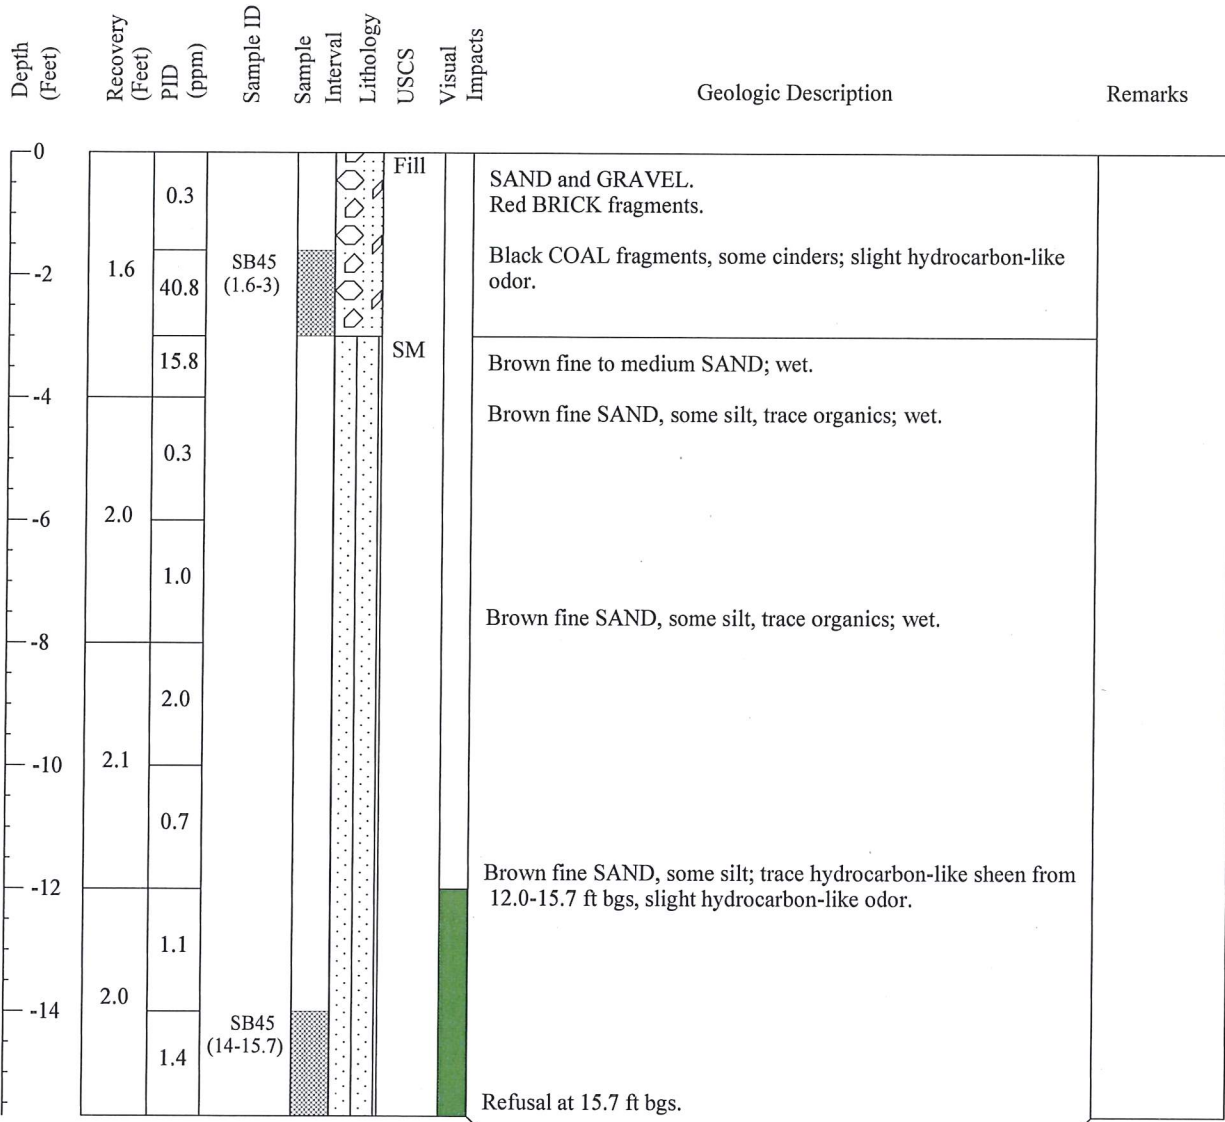 Depth
(Feet)
Recovery
(Feet)
PID
(ppm)
Sample ID
Sample
Interval
Lithology
USCS
Visual
Impacts
Geologic Description
Remarks
0
-2
-4
-6
-8
-10
-12
-14
1.6
2.0
2.1
2.0
0.3
40.8
15.8
0.3
1.0
2.0
0.7
1.1
1.4
SB45
(1.6-3)
SB45
(14-15.7)
Fill
SM
SAND and GRAVEL.
Red BRICK fragments.
Black COAL fragments, some cinders; slight hydrocarbon-like
odor.
Brown fine to medium SAND; wet.
Brown fine SAND, some silt, trace organics; wet.
Brown fine SAND, some silt, trace organics; wet.
Brown fine SAND, some silt; trace hydrocarbon-like sheen from
12.0-15.7 ft bgs, slight hydrocarbon-like odor.
Refusal at 15.7 ft bgs.